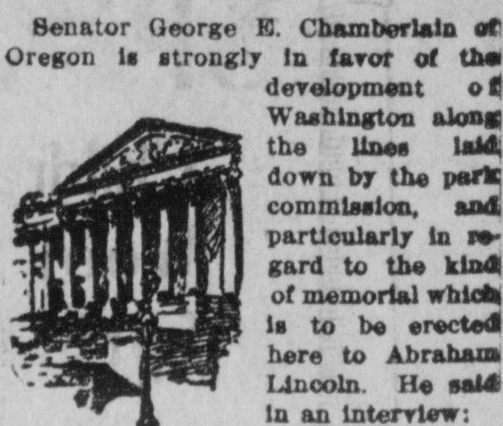 Senator George E. Chamberlain of
Oregon is strongly in favor of the
development of
Washington along
the lines laid
down by the park
commission, and
particularly in re-
gard to the kind
of memorial which
is to be erected
here to Abraham
Lincoln. He said
in an interview: